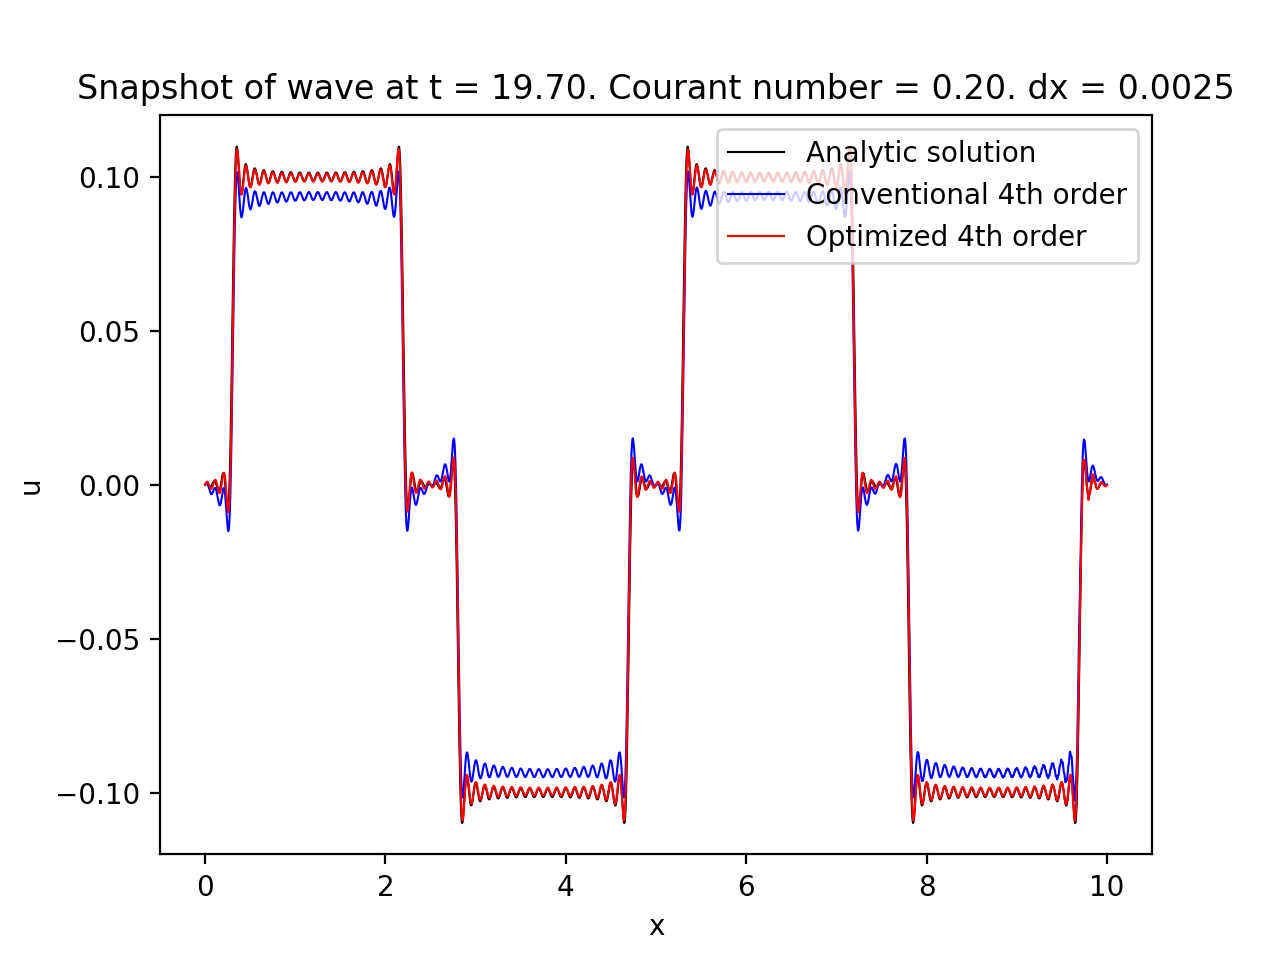 Snapshot of wave at t = 19.70. Courant number = 0.20. dx = 0.0025
Analytic solution
Conventional 4th order
Optimized 4th order
0.10
0.05
0.00
−0.05
−0.10
u
0 2 4 6 8 10
x